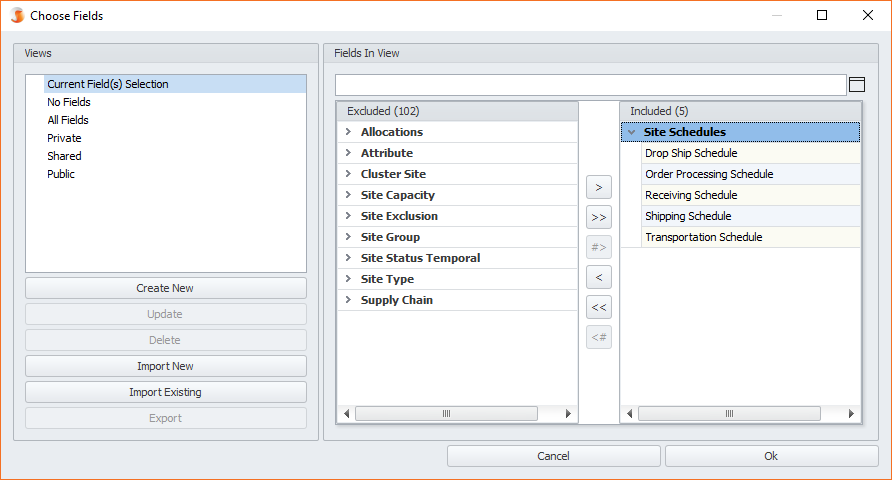 Choose Fields
Views
Current Field(s) Selection
No Fields
All Fields
Private
Shared
Public
Create New
Update
Delete
Import New
Import Existing
Export
Fields In View
Excluded (102)
Allocations
Attribute
Cluster Site
Site Capacity
Site Exclusion
Site Group
Site Status Temporal
Site Type
Supply Chain
>
>>
#>
<
<<
<#
Included (5)
Site Schedules
Drop Ship Schedule
Order Processing Schedule
Receiving Schedule
Shipping Schedule
Transportation Schedule
Cancel
Ok